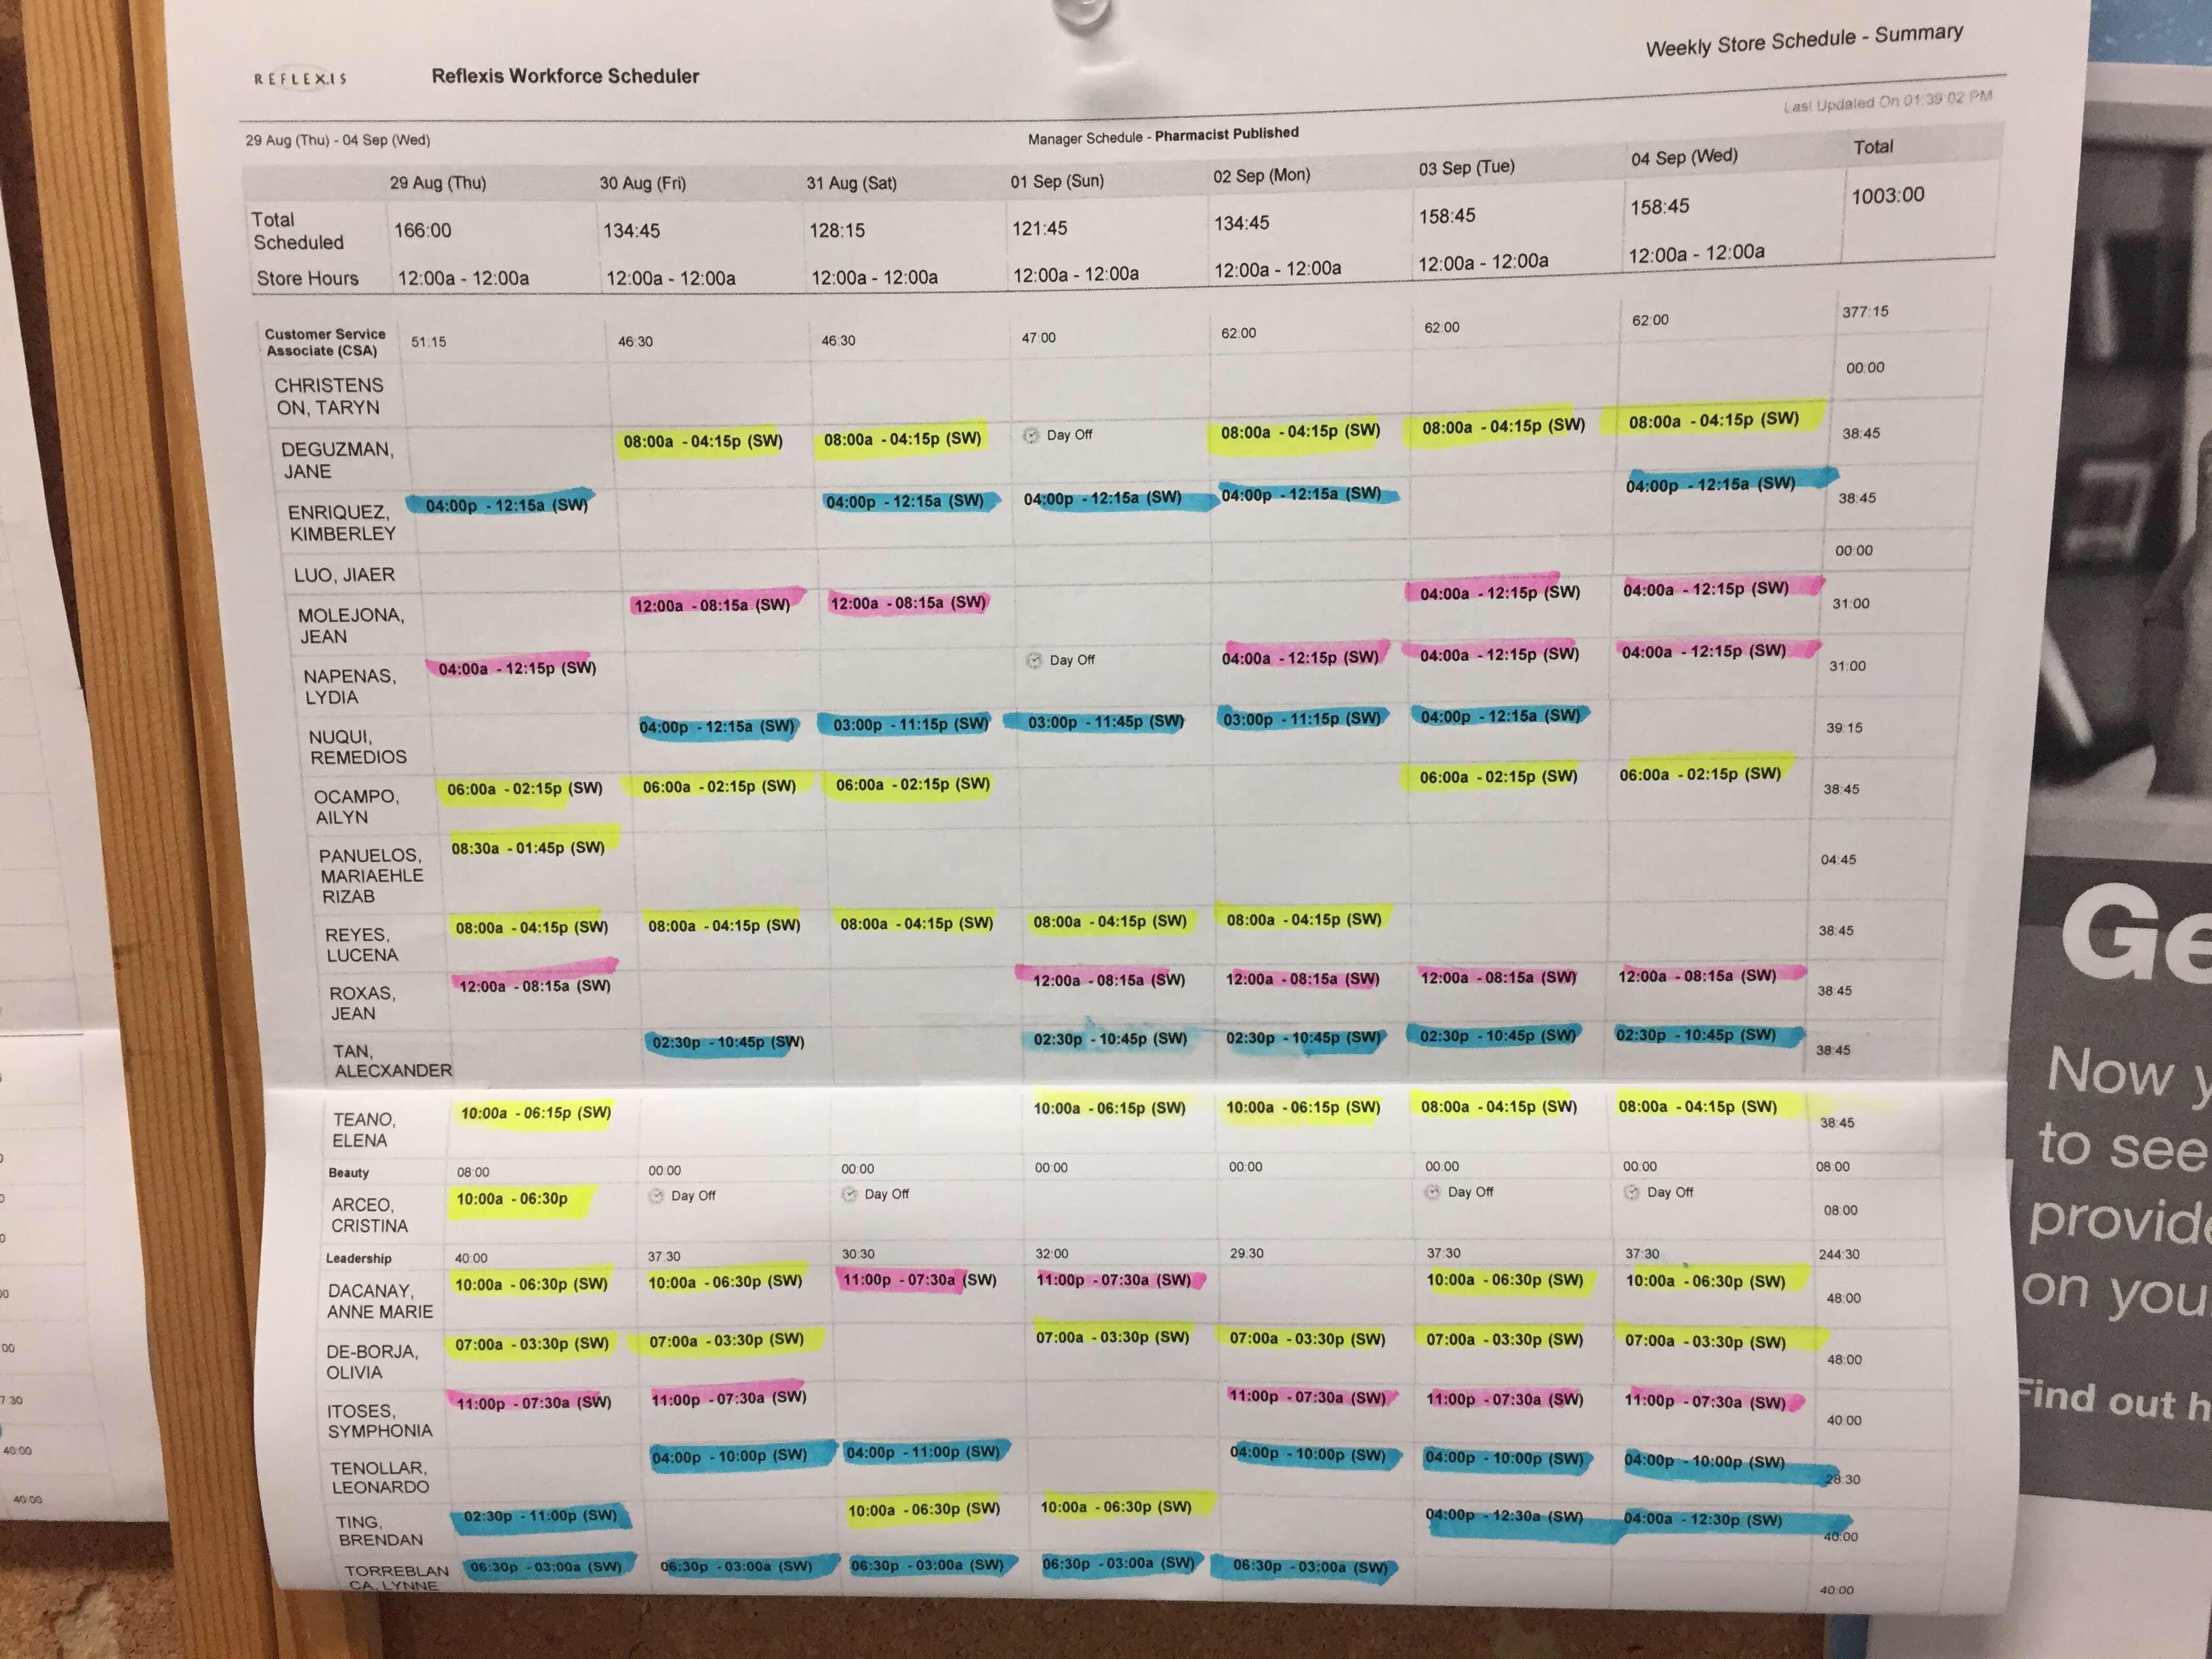 REFLEXIS
Reflexis Workforce Scheduler
Weekly Store Schedule - Summary
Last Updated On 01:39:02 PM
29 Aug (Thu) - 04 Sep (Wed)
Manager Schedule - Pharmacist Published
29 Aug (Thu) 30 Aug (Fri) 31 Aug (Sat) 01 Sep (Sun) 02 Sep (Mon) 03 Sep (Tue) 04 Sep (Wed) Total
Total
Scheduled 166:00 134:45 128:15 121:45 134:45 158:45 158:45 1003:00
Store Hours 12:00a - 12:00a 12:00a - 12:00a 12:00a - 12:00a 12:00a - 12:00a 12:00a - 12:00a 12:00a - 12:00a 12:00a - 12:00a
Customer Service
Associate (CSA) 51:15 46:30 46:30 47:00 62:00 62:00 62:00 377:15
CHRISTENS
ON, TARYN 00:00
DEGUZMAN, 08:00a - 04:15p (SW) 08:00a - 04:15p (SW) Day Off 08:00a - 04:15p (SW) 08:00a - 04:15p (SW) 08:00a - 04:15p (SW) 38:45
JANE
ENRIQUEZ, 04:00p - 12:15a (SW) 04:00p - 12:15a (SW) 04:00p - 12:15a (SW) 04:00p - 12:15a (SW) 04:00p - 12:15a (SW) 38:45
KIMBERLEY
LUO, JIAER 00:00
MOLEJONA, 12:00a - 08:15a (SW) 12:00a - 08:15a (SW) 04:00a - 12:15p (SW) 04:00a - 12:15p (SW) 31:00
JEAN
NAPENAS, 04:00a - 12:15p (SW) Day Off 04:00a - 12:15p (SW) 04:00a - 12:15p (SW) 04:00a - 12:15p (SW) 31:00
LYDIA
NUQUI, 04:00p - 12:15a (SW) 03:00p - 11:15p (SW) 03:00p - 11:45p (SW) 03:00p - 11:15p (SW) 04:00p - 12:15a (SW) 39:15
REMEDIOS
OCAMPO, 06:00a - 02:15p (SW) 06:00a - 02:15p (SW) 06:00a - 02:15p (SW) 06:00a - 02:15p (SW) 06:00a - 02:15p (SW) 38:45
AILYN
PANUELOS, 08:30a - 01:45p (SW) 04:45
MARIAEHLE
RIZAB
REYES, 08:00a - 04:15p (SW) 08:00a - 04:15p (SW) 08:00a - 04:15p (SW) 08:00a - 04:15p (SW) 08:00a - 04:15p (SW) 38:45
LUCENA
ROXAS, 12:00a - 08:15a (SW) 12:00a - 08:15a (SW) 12:00a - 08:15a (SW) 12:00a - 08:15a (SW) 12:00a - 08:15a (SW) 38:45
JEAN
TAN, 02:30p - 10:45p (SW) 02:30p - 10:45p (SW) 02:30p - 10:45p (SW) 02:30p - 10:45p (SW) 02:30p - 10:45p (SW) 38:45
ALECXANDER
TEANO, 10:00a - 06:15p (SW) 10:00a - 06:15p (SW) 10:00a - 06:15p (SW) 08:00a - 04:15p (SW) 08:00a - 04:15p (SW) 38:45
ELENA
Beauty 08:00 00:00 00:00 00:00 00:00 00:00 00:00 08:00
ARCEO, 10:00a - 06:30p Day Off Day Off Day Off Day Off 08:00
CRISTINA
Leadership 40:00 37:30 30:30 32:00 29:30 37:30 37:30 244:30
DACANAY, 10:00a - 06:30p (SW) 10:00a - 06:30p (SW) 11:00p - 07:30a (SW) 11:00p - 07:30a (SW) 10:00a - 06:30p (SW) 10:00a - 06:30p (SW) 48:00
ANNE MARIE
DE-BORJA, 07:00a - 03:30p (SW) 07:00a - 03:30p (SW) 07:00a - 03:30p (SW) 07:00a - 03:30p (SW) 07:00a - 03:30p (SW) 07:00a - 03:30p (SW) 48:00
OLIVIA
ITOSES, 11:00p - 07:30a (SW) 11:00p - 07:30a (SW) 11:00p - 07:30a (SW) 11:00p - 07:30a (SW) 11:00p - 07:30a (SW) 40:00
SYMPHONIA
TENOLLAR, 04:00p - 10:00p (SW) 04:00p - 11:00p (SW) 04:00p - 10:00p (SW) 04:00p - 10:00p (SW) 04:00p - 10:00p (SW) 28:30
LEONARDO
TING, 02:30p - 11:00p (SW) 10:00a - 06:30p (SW) 10:00a - 06:30p (SW) 04:00p - 12:30a (SW) 04:00a - 12:30p (SW) 40:00
BRENDAN
TORREBLAN 06:30p - 03:00a (SW) 06:30p - 03:00a (SW) 06:30p - 03:00a (SW) 06:30p - 03:00a (SW) 06:30p - 03:00a (SW) 40:00
CA, LYNNE
40:00
40:00
Ge
Now y
to see
provide
on you
Find out h